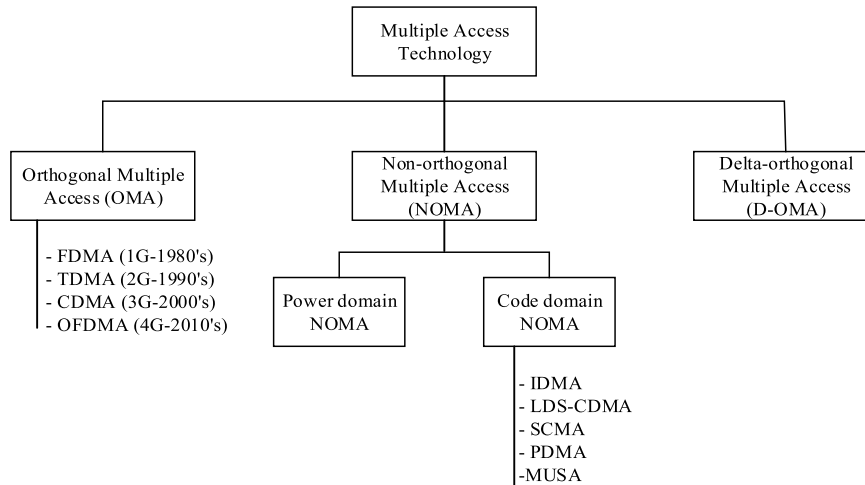 Multiple Access
Technology
Orthogonal Multiple
Access (OMA)
Non-orthogonal
Multiple Access
(NOMA)
Delta-orthogonal
Multiple Access
(D-OMA)
- FDMA (1G-1980's)
- TDMA (2G-1990's)
- CDMA (3G-2000's)
- OFDMA (4G-2010's)
Power domain
NOMA
Code domain
NOMA
- IDMA
- LDS-CDMA
- SCMA
- PDMA
-MUSA